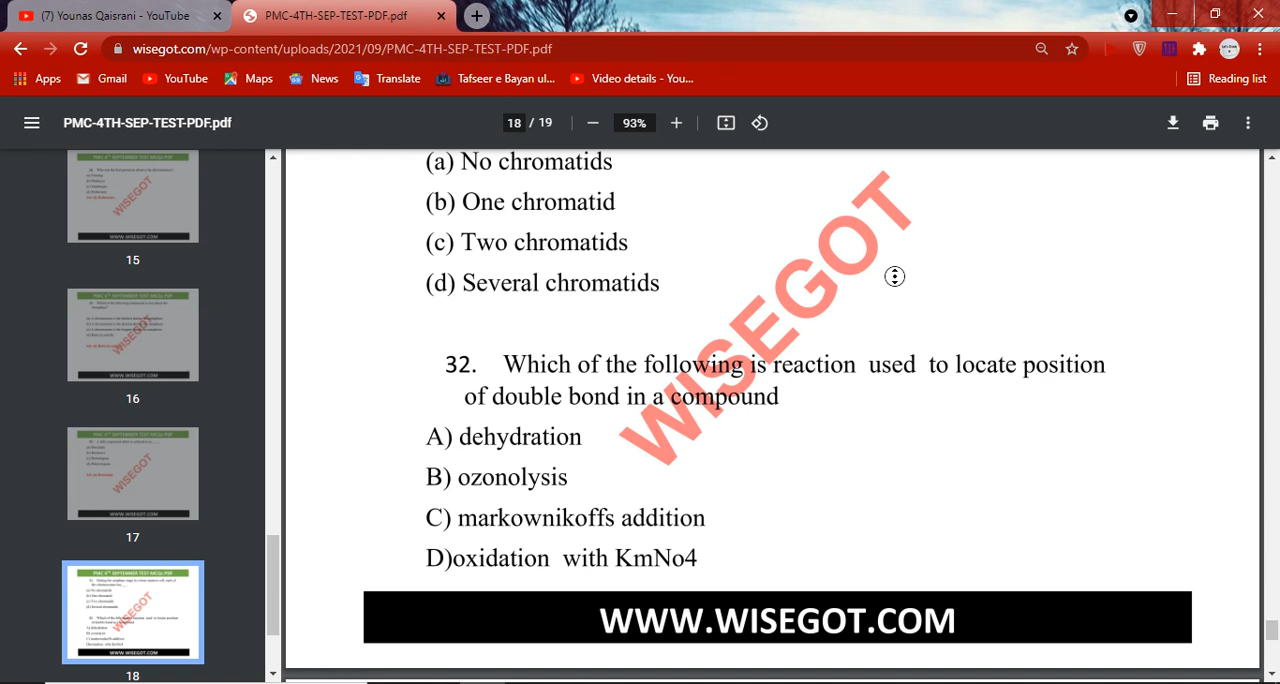 (7) Younas Qaisrani - YouTube
PMC-4TH-SEP-TEST-PDF.pdf
wisegot.com/wp-content/uploads/2021/09/PMC-4TH-SEP-TEST-PDF.pdf
Apps Gmail YouTube Maps News Translate Tafseer e Bayan ul... Video details - You... Reading list
PMC-4TH-SEP-TEST-PDF.pdf 18 / 19 93%
15
16
17
18
WWW.WISEGOT.COM
(a) No chromatids
(b) One chromatid
(c) Two chromatids
(d) Several chromatids
32. Which of the following is reaction used to locate position
of double bond in a compound
A) dehydration
B) ozonolysis
C) markownikoffs addition
D)oxidation with KmNo4
WISEGOT
WWW.WISEGOT.COM